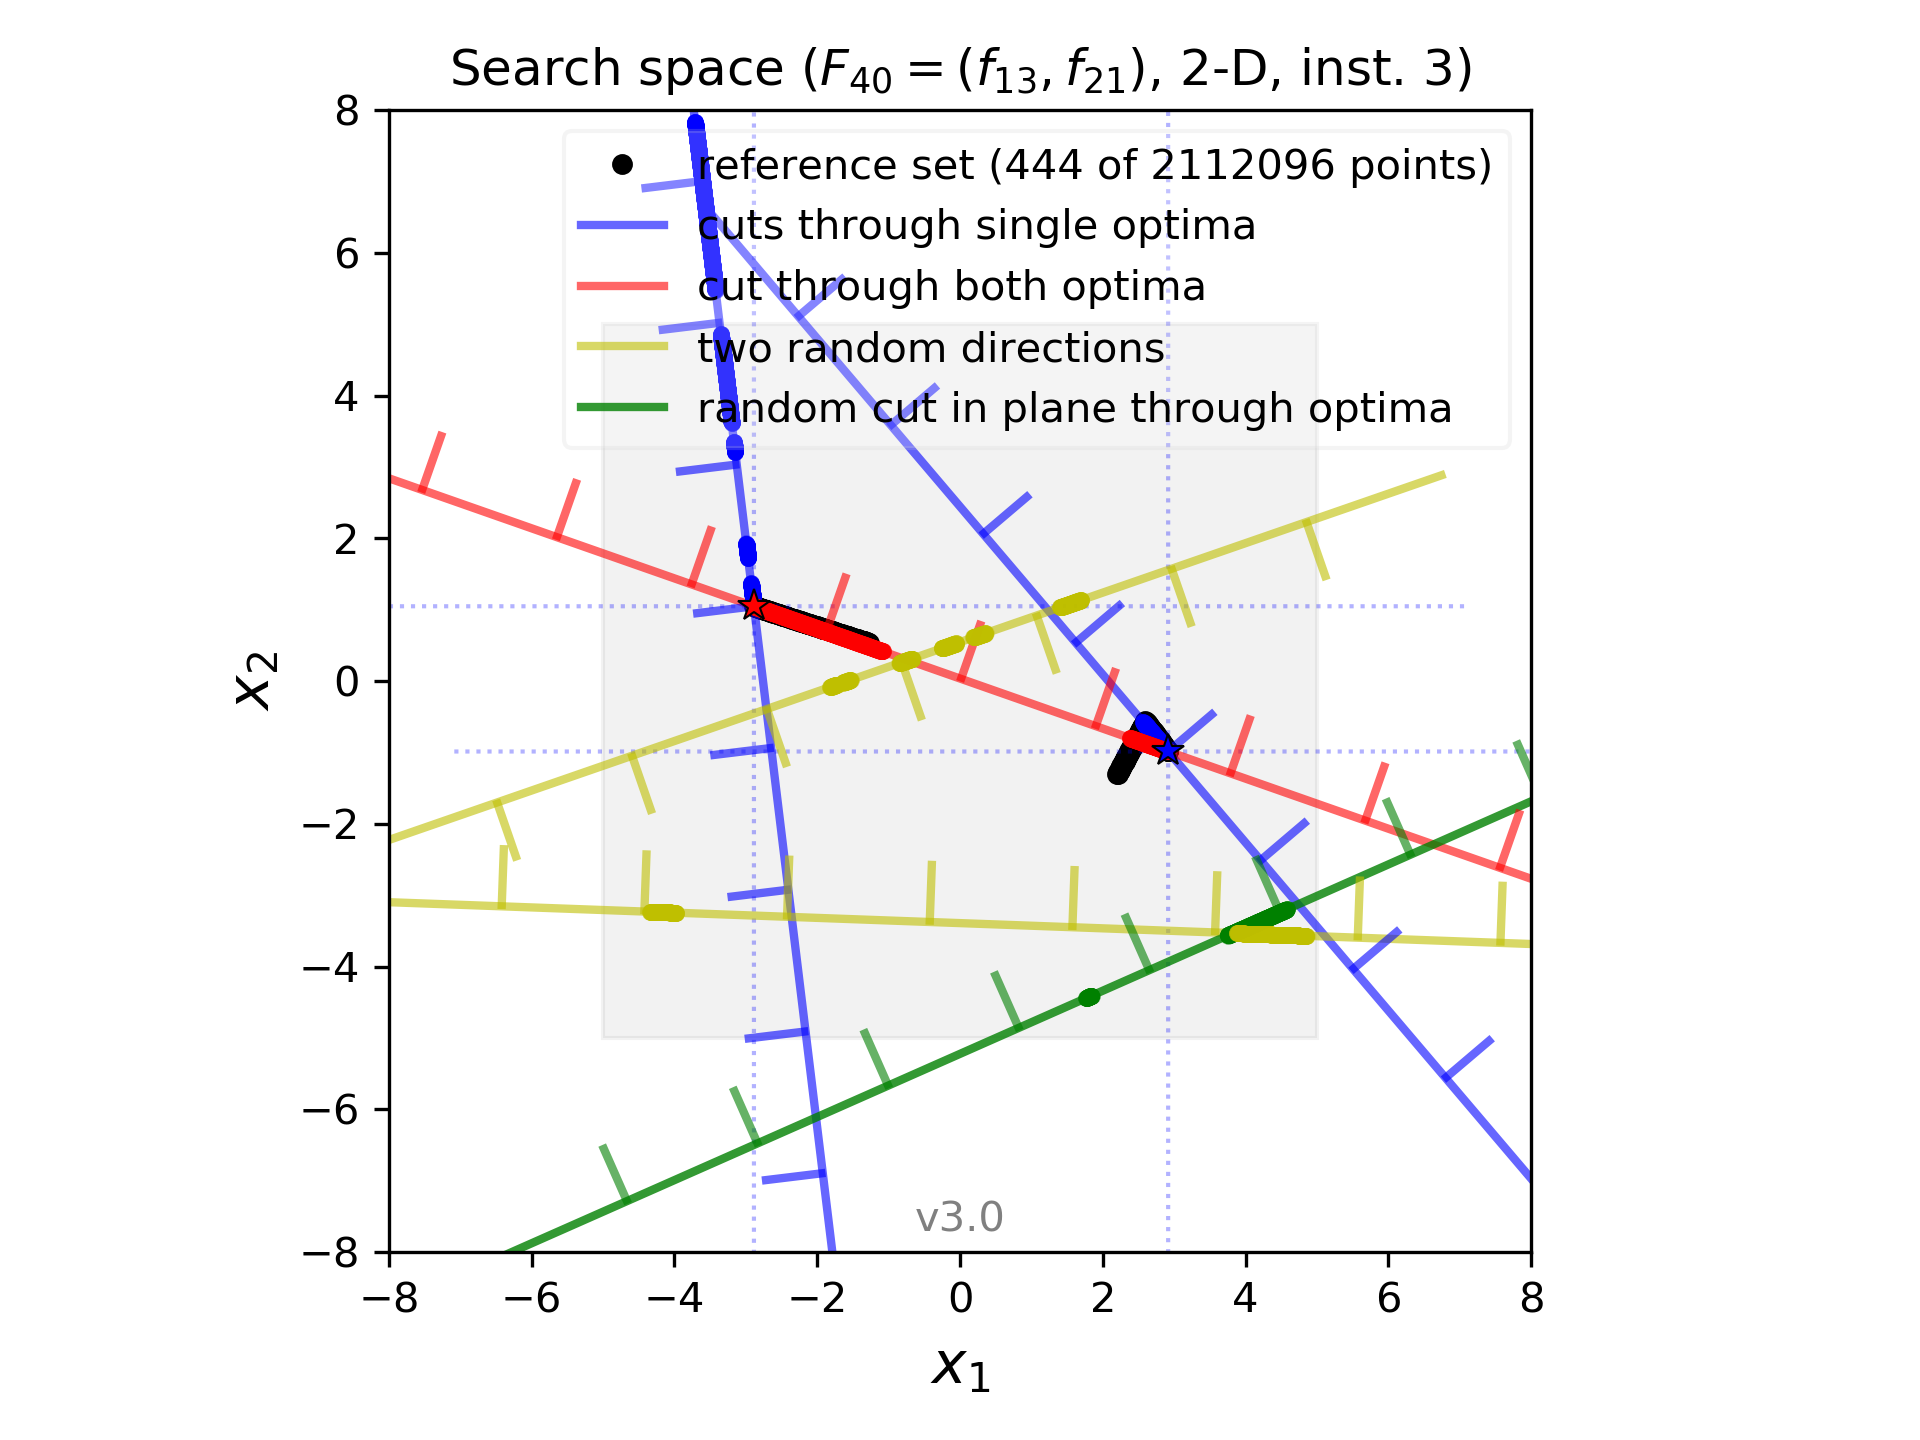 Search space (F₄₀ = (f₁₃, f₂₁), 2-D, inst. 3)
reference set (444 of 2112096 points)
cuts through single optima
cut through both optima
two random directions
random cut in plane through optima
8
6
4
2
0
−2
−4
−6
−8
x₂
v3.0
−8 −6 −4 −2 0 2 4 6 8
x₁